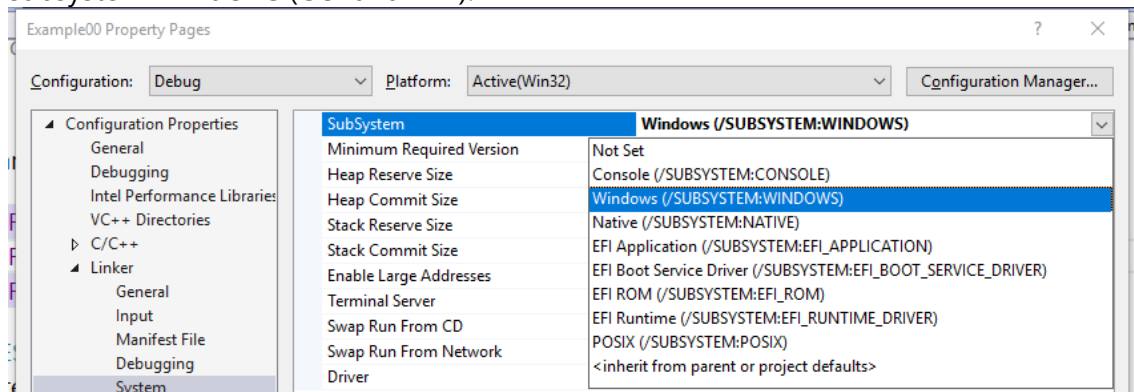 Example00 Property Pages ? ×
Configuration: Debug Platform: Active(Win32) Configuration Manager...
Configuration Properties
General
Debugging
Intel Performance Libraries
VC++ Directories
C/C++
Linker
General
Input
Manifest File
Debugging
System
SubSystem Windows (/SUBSYSTEM:WINDOWS)
Minimum Required Version
Heap Reserve Size
Heap Commit Size
Stack Reserve Size
Stack Commit Size
Enable Large Addresses
Terminal Server
Swap Run From CD
Swap Run From Network
Driver
Not Set
Console (/SUBSYSTEM:CONSOLE)
Windows (/SUBSYSTEM:WINDOWS)
Native (/SUBSYSTEM:NATIVE)
EFI Application (/SUBSYSTEM:EFI_APPLICATION)
EFI Boot Service Driver (/SUBSYSTEM:EFI_BOOT_SERVICE_DRIVER)
EFI ROM (/SUBSYSTEM:EFI_ROM)
EFI Runtime (/SUBSYSTEM:EFI_RUNTIME_DRIVER)
POSIX (/SUBSYSTEM:POSIX)
<inherit from parent or project defaults>